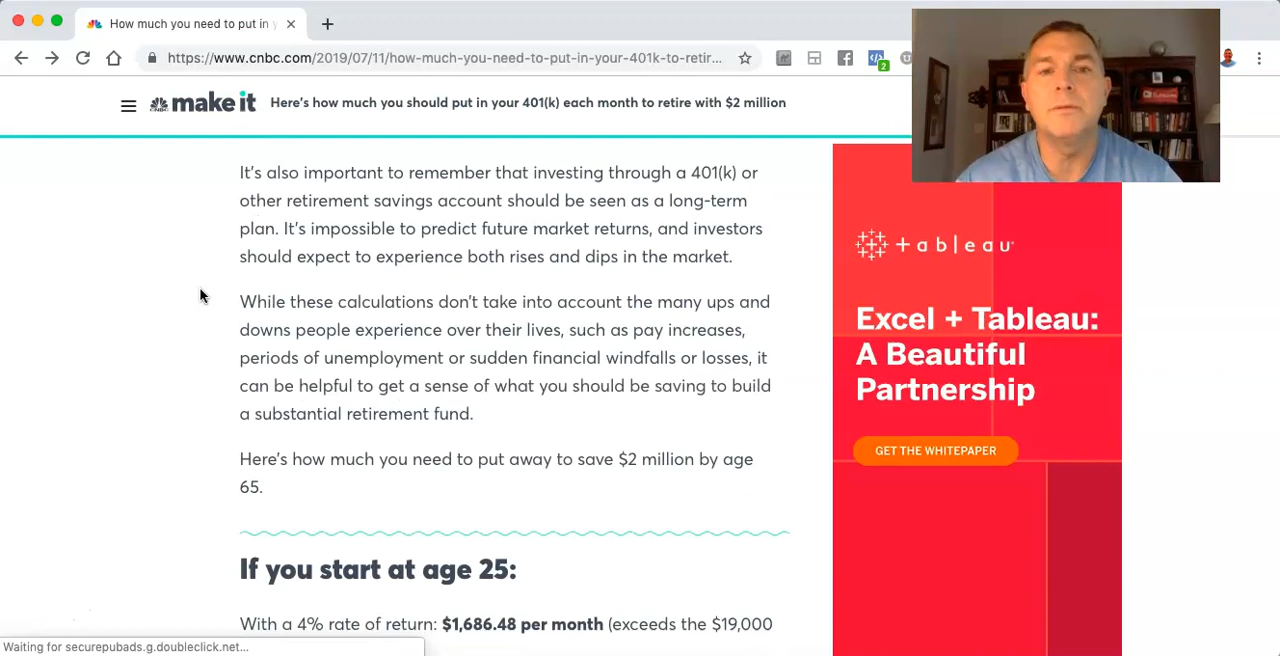 How much you need to put in y
https://www.cnbc.com/2019/07/11/how-much-you-need-to-put-in-your-401k-to-retir...
2
make it
Here's how much you should put in your 401(k) each month to retire with $2 million
It's also important to remember that investing through a 401(k) or
other retirement savings account should be seen as a long-term
plan. It's impossible to predict future market returns, and investors
should expect to experience both rises and dips in the market.
While these calculations don't take into account the many ups and
downs people experience over their lives, such as pay increases,
periods of unemployment or sudden financial windfalls or losses, it
can be helpful to get a sense of what you should be saving to build
a substantial retirement fund.
Here's how much you need to put away to save $2 million by age
65.
If you start at age 25:
With a 4% rate of return: $1,686.48 per month (exceeds the $19,000
+ableau
Excel + Tableau:
A Beautiful
Partnership
GET THE WHITEPAPER
Waiting for securepubads.g.doubleclick.net...